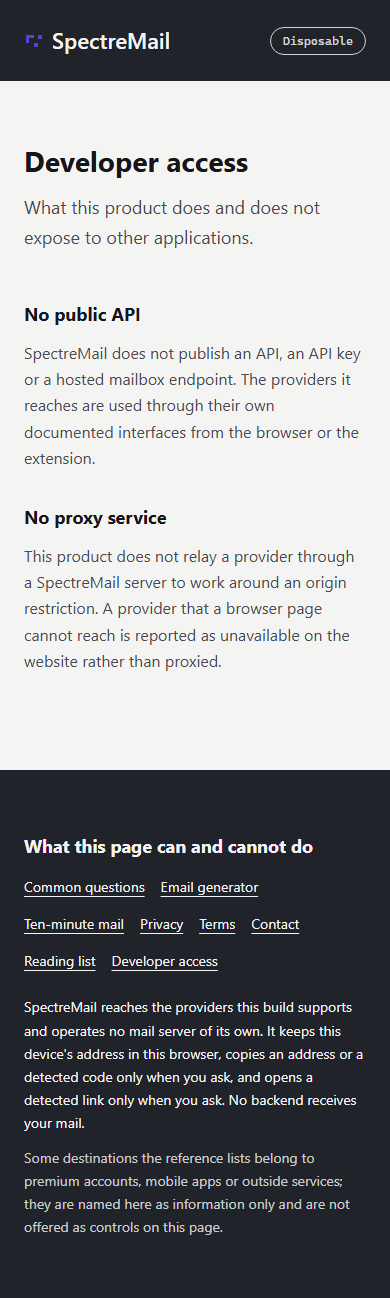 SpectreMail
Disposable
Developer access
What this product does and does not
expose to other applications.
No public API
SpectreMail does not publish an API, an API key
or a hosted mailbox endpoint. The providers it
reaches are used through their own
documented interfaces from the browser or the
extension.
No proxy service
This product does not relay a provider through
a SpectreMail server to work around an origin
restriction. A provider that a browser page
cannot reach is reported as unavailable on the
website rather than proxied.
What this page can and cannot do
Common questions Email generator
Ten-minute mail Privacy Terms Contact
Reading list Developer access
SpectreMail reaches the providers this build supports
and operates no mail server of its own. It keeps this
device's address in this browser, copies an address or a
detected code only when you ask, and opens a
detected link only when you ask. No backend receives
your mail.
Some destinations the reference lists belong to
premium accounts, mobile apps or outside services;
they are named here as information only and are not
offered as controls on this page.